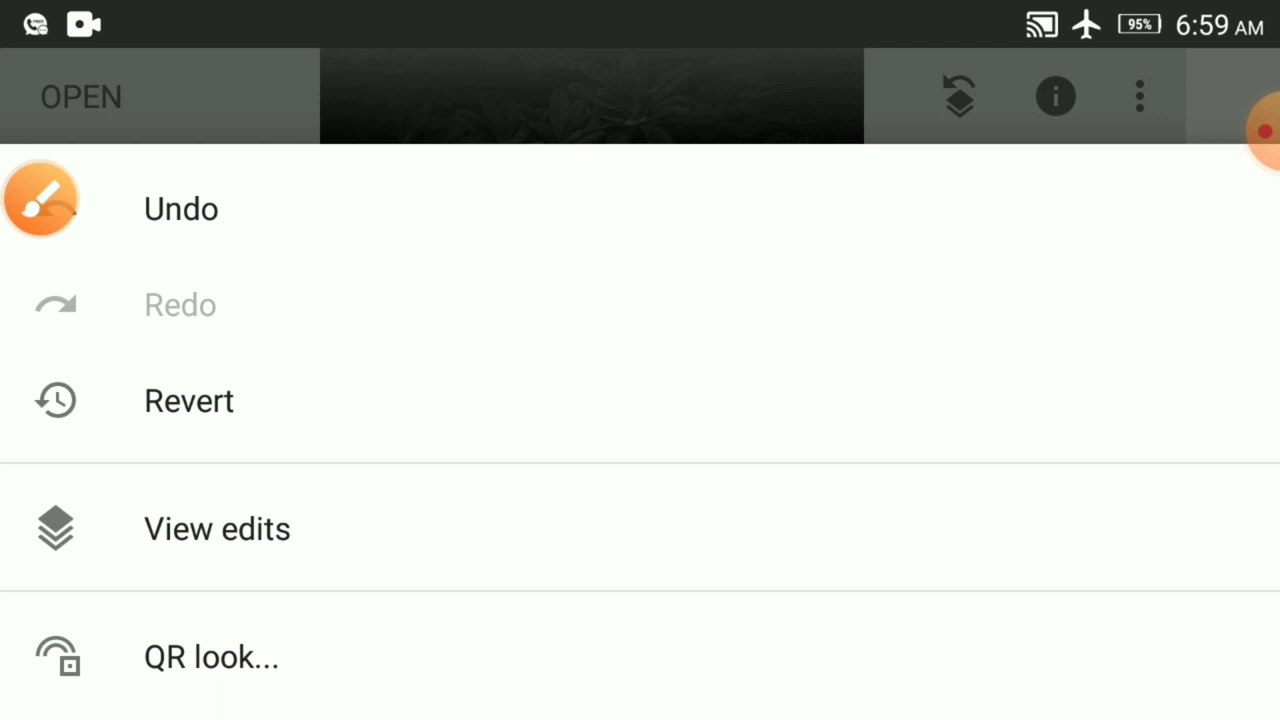 95% 6:59 AM
OPEN
Undo
Redo
Revert
View edits
QR look...